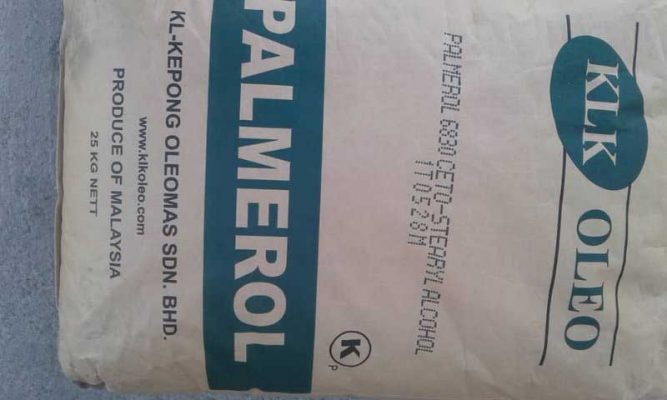 KLK OLEO
PALMEROL 6830 CETO-STEARYL ALCOHOL
1T0528M
K
P
PALMEROL
KL-KEPONG OLEOMAS SDN. BHD.
www.klkoleo.com
PRODUCE OF MALAYSIA
25 KG NETT